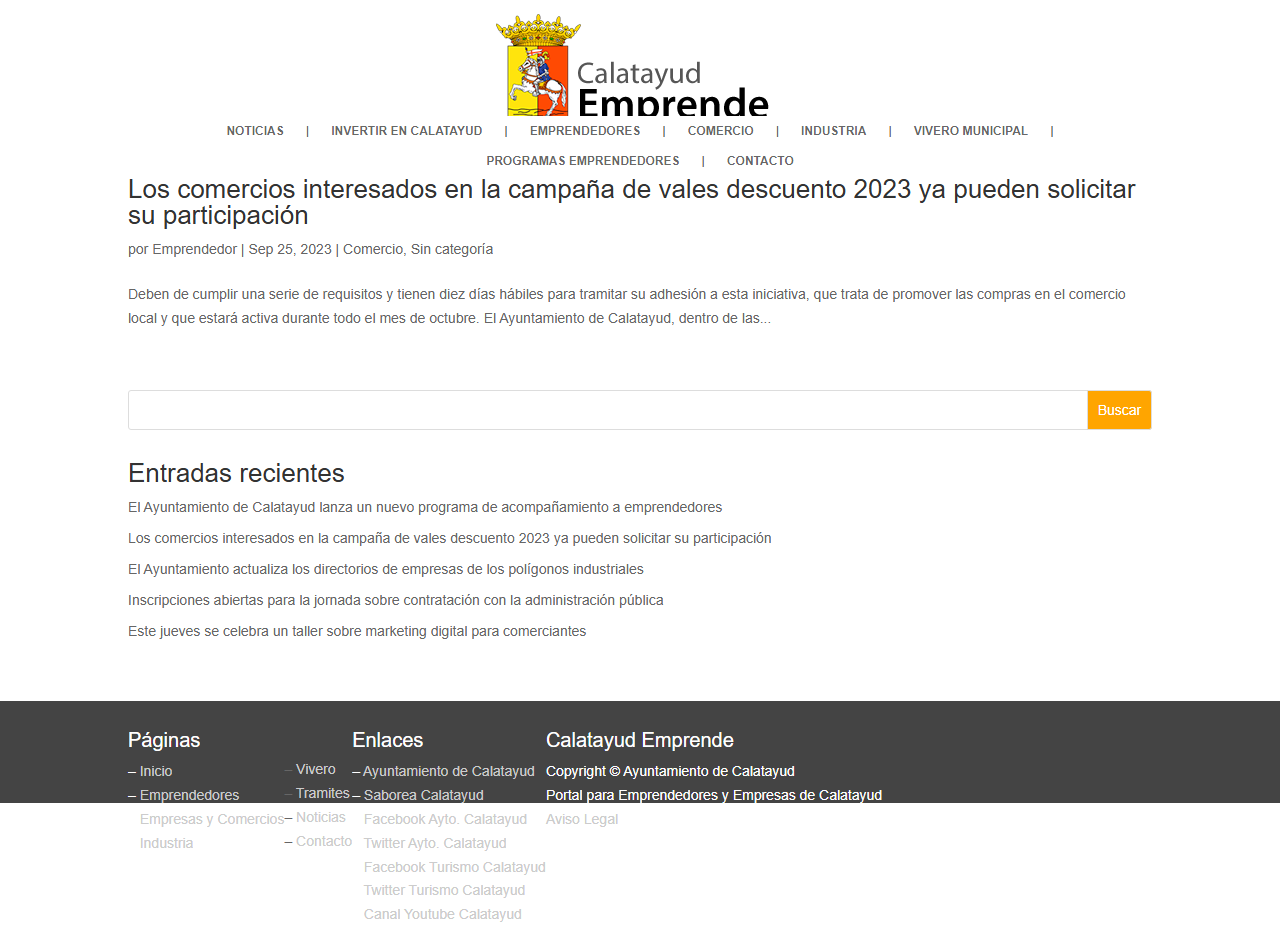 Calatayud
Emprende
NOTICIAS | INVERTIR EN CALATAYUD | EMPRENDEDORES | COMERCIO | INDUSTRIA | VIVERO MUNICIPAL |
PROGRAMAS EMPRENDEDORES | CONTACTO
Los comercios interesados en la campaña de vales descuento 2023 ya pueden solicitar
su participación
por Emprendedor | Sep 25, 2023 | Comercio, Sin categoría
Deben de cumplir una serie de requisitos y tienen diez días hábiles para tramitar su adhesión a esta iniciativa, que trata de promover las compras en el comercio
local y que estará activa durante todo el mes de octubre. El Ayuntamiento de Calatayud, dentro de las...
Buscar
Entradas recientes
El Ayuntamiento de Calatayud lanza un nuevo programa de acompañamiento a emprendedores
Los comercios interesados en la campaña de vales descuento 2023 ya pueden solicitar su participación
El Ayuntamiento actualiza los directorios de empresas de los polígonos industriales
Inscripciones abiertas para la jornada sobre contratación con la administración pública
Este jueves se celebra un taller sobre marketing digital para comerciantes
Páginas
– Inicio
– Emprendedores
Empresas y Comercios
Industria
– Vivero
– Tramites
– Noticias
– Contacto
Enlaces
– Ayuntamiento de Calatayud
– Saborea Calatayud
Facebook Ayto. Calatayud
Twitter Ayto. Calatayud
Facebook Turismo Calatayud
Twitter Turismo Calatayud
Canal Youtube Calatayud
Calatayud Emprende
Copyright © Ayuntamiento de Calatayud
Portal para Emprendedores y Empresas de Calatayud
Aviso Legal